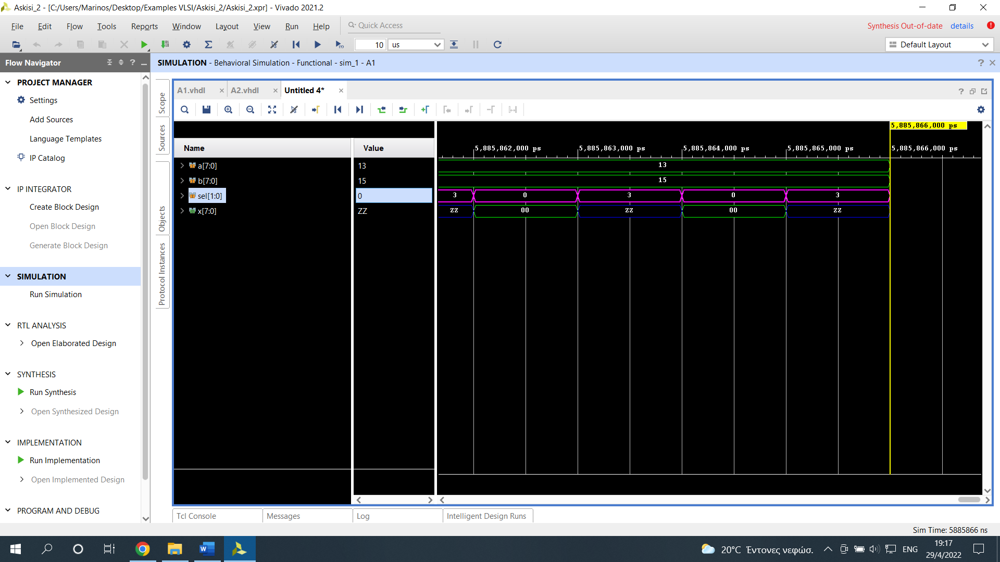 Askisi_2 - [C:/Users/Marinos/Desktop/Examples VLSI/Askisi_2/Askisi_2.xpr] - Vivado 2021.2
File Edit Flow Tools Reports Window Layout View Run Help Quick Access Synthesis Out-of-date details
10 us Default Layout
Flow Navigator
SIMULATION - Behavioral Simulation - Functional - sim_1 - A1
PROJECT MANAGER
Settings
Add Sources
Language Templates
IP Catalog
IP INTEGRATOR
Create Block Design
Open Block Design
Generate Block Design
SIMULATION
Run Simulation
RTL ANALYSIS
Open Elaborated Design
SYNTHESIS
Run Synthesis
Open Synthesized Design
IMPLEMENTATION
Run Implementation
Open Implemented Design
PROGRAM AND DEBUG
Scope
Sources
Objects
Protocol Instances
A1.vhdl A2.vhdl Untitled 4*
5,885,866,000 ps
Name Value
5,885,862,000 ps 5,885,863,000 ps 5,885,864,000 ps 5,885,865,000 ps 5,885,866,000 ps
a[7:0] 13 13
b[7:0] 15 15
sel[1:0] 0 3 0 3 0 3
x[7:0] ZZ ZZ 00 ZZ 00 ZZ
Tcl Console Messages Log Intelligent Design Runs
Sim Time: 5885866 ns
20°C Έντονες νεφώσ. ENG
19:17
29/4/2022